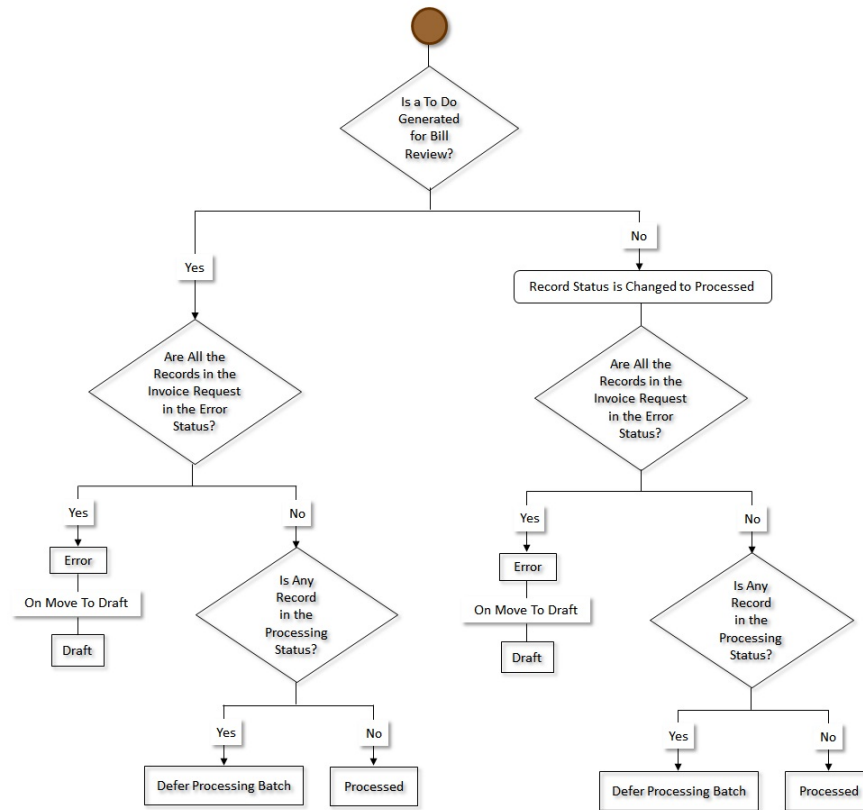 Is a To Do
Generated
for Bill
Review?
No
Yes
Record Status is Changed to Processed
Are All the
Records in the
Invoice Request
in the Error
Status?
Are All the
Records in the
Invoice Request
in the Error
Status?
Yes
No
Yes
No
Error
Error
Is Any
Record
in the
Processing
Status?
Is Any
Record
in the
Processing
Status?
On Move To Draft
On Move To Draft
Draft
Draft
Yes
No
Yes
No
Defer Processing Batch
Processed
Defer Processing Batch
Processed